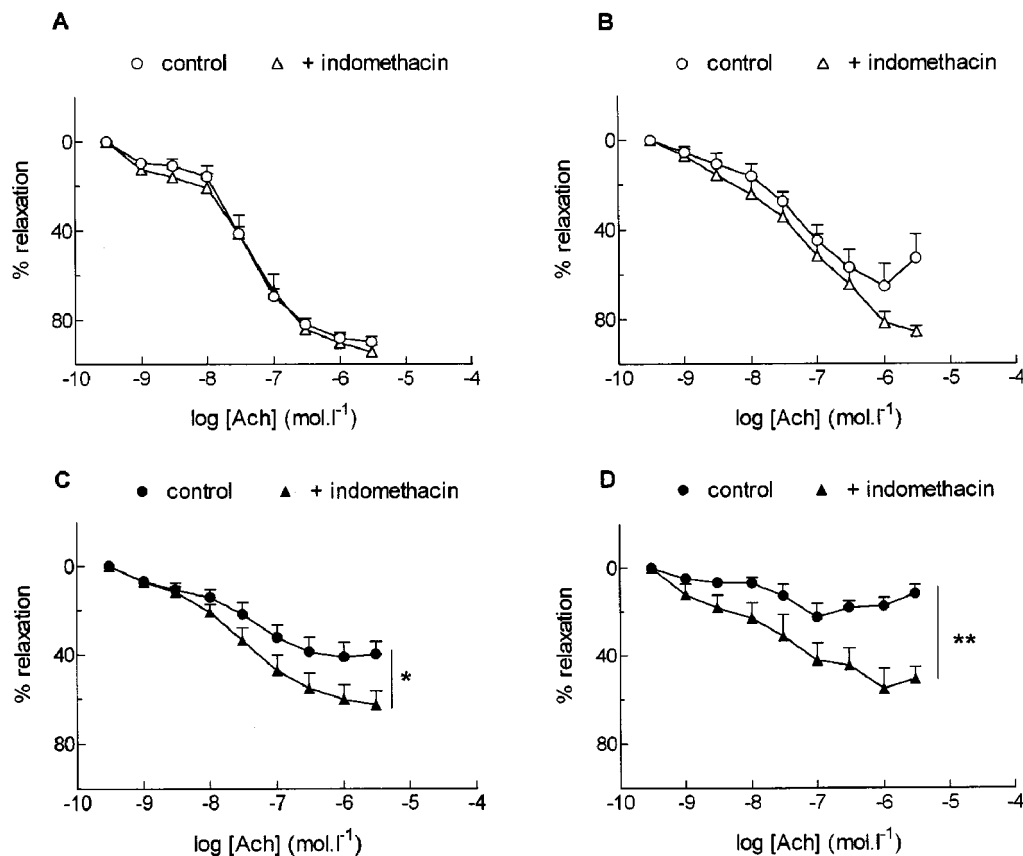 A
○ control △ + indomethacin
% relaxation
0
40
80
-10 -9 -8 -7 -6 -5 -4
log [Ach] (mol.l⁻¹)
B
○ control △ + indomethacin
% relaxation
0
40
80
-10 -9 -8 -7 -6 -5 -4
log [Ach] (mol.l⁻¹)
C
● control ▲ + indomethacin
% relaxation
0
40
80
*
-10 -9 -8 -7 -6 -5 -4
log [Ach] (mol.l⁻¹)
D
● control ▲ + indomethacin
% relaxation
0
40
80
**
-10 -9 -8 -7 -6 -5 -4
log [Ach] (mol.l⁻¹)